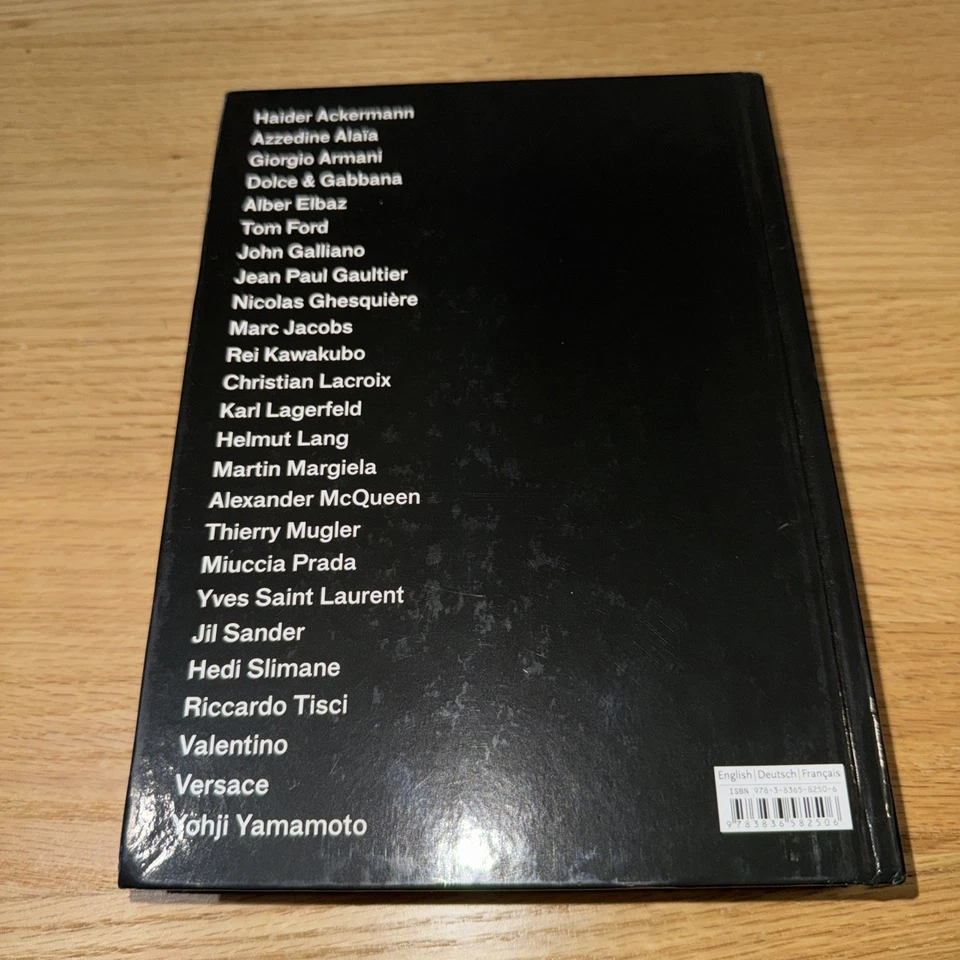 Haider Ackermann
Azzedine Alaïa
Giorgio Armani
Dolce & Gabbana
Alber Elbaz
Tom Ford
John Galliano
Jean Paul Gaultier
Nicolas Ghesquière
Marc Jacobs
Rei Kawakubo
Christian Lacroix
Karl Lagerfeld
Helmut Lang
Martin Margiela
Alexander McQueen
Thierry Mugler
Miuccia Prada
Yves Saint Laurent
Jil Sander
Hedi Slimane
Riccardo Tisci
Valentino
Versace
Yohji Yamamoto
English|Deutsch|Français
ISBN 978-3-8365-8250-6
9 783836 582506